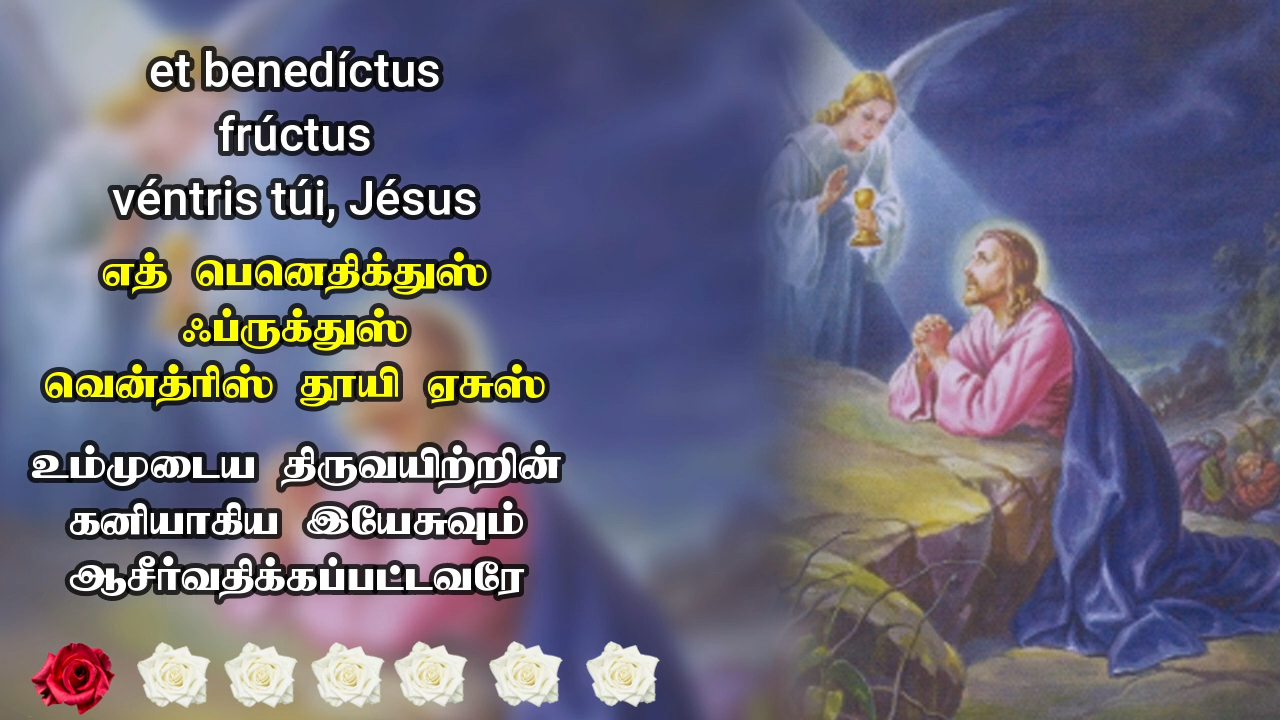 et benedíctus
frúctus
véntris túi, Jésus
எத் பெனெதிக்துஸ்
ஃப்ருக்துஸ்
வென்த்ரிஸ் தூயி ஏசுஸ்
உம்முடைய திருவயிற்றின்
கனியாகிய இயேசுவும்
ஆசீர்வதிக்கப்பட்டவரே